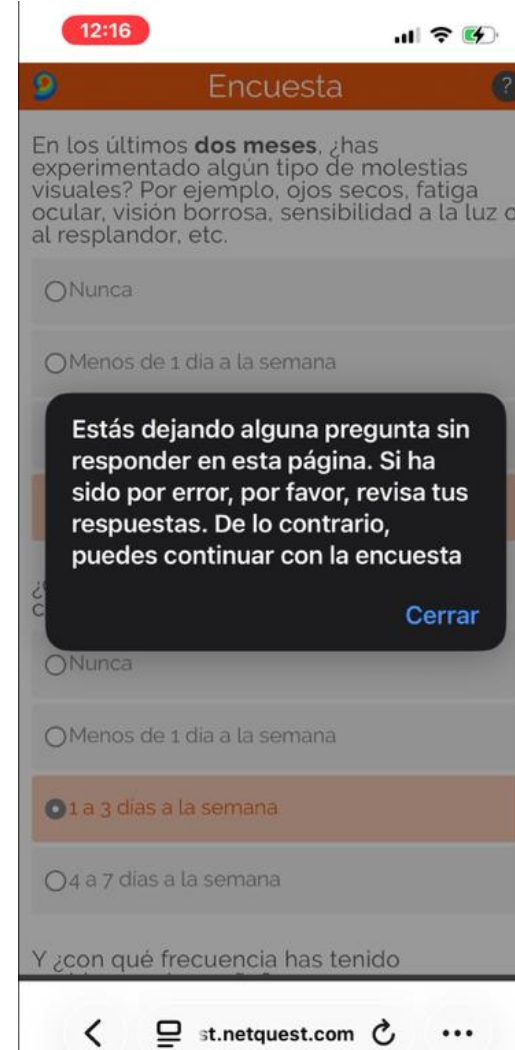 12:16
Encuesta
?
En los últimos dos meses, ¿has
experimentado algún tipo de molestias
visuales? Por ejemplo, ojos secos, fatiga
ocular, visión borrosa, sensibilidad a la luz o
al resplandor, etc.
Nunca
Menos de 1 día a la semana
Estás dejando alguna pregunta sin
responder en esta página. Si ha
sido por error, por favor, revisa tus
respuestas. De lo contrario,
puedes continuar con la encuesta
Cerrar
Nunca
Menos de 1 día a la semana
1 a 3 días a la semana
4 a 7 días a la semana
Y ¿con qué frecuencia has tenido
st.netquest.com